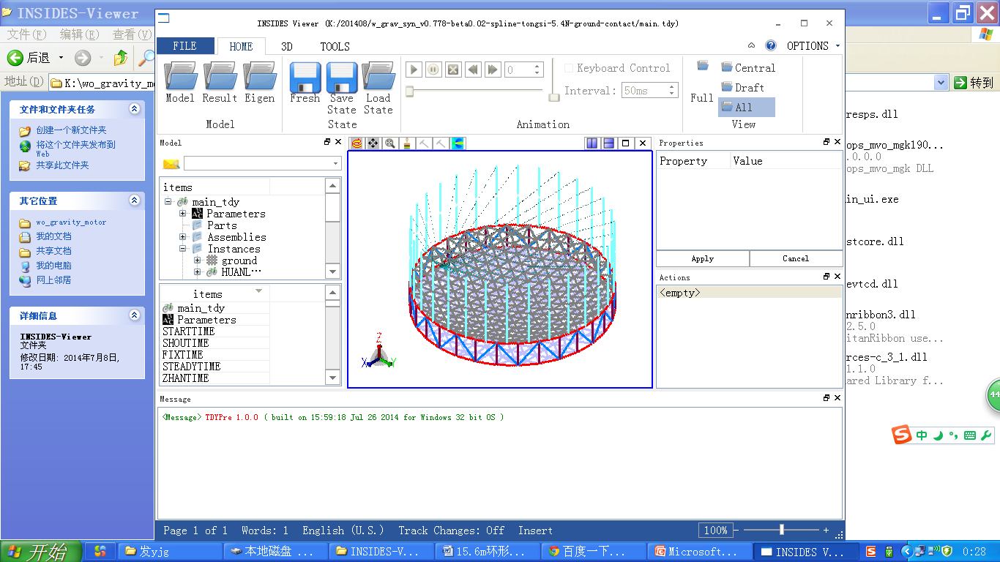 INSIDES-Viewer
文件(F) 编辑(E) 查看(V)
后退
地址(D) K:\wo_gravity_mo
转到
文件和文件夹任务
创建一个新文件夹
将这个文件夹发布到
Web
共享此文件夹
其它位置
wo_gravity_motor
我的文档
共享文档
我的电脑
网上邻居
详细信息
INSIDES-Viewer
文件夹
修改日期: 2014年7月8日,
17:45
INSIDES Viewer (K:/201408/w_grav_syn_v0.778-beta0.02-spline-tongsi-5.4N-ground-contact/main.tdy)
FILE HOME 3D TOOLS OPTIONS
Model Result Eigen
Model
Fresh Save State Load State
State
0
Keyboard Control
Interval: 50ms
Animation
Full
Central
Draft
All
View
Model
items
main_tdy
Parameters
Parts
Assemblies
Instances
ground
HUANL…
items
main_tdy
Parameters
STARTTIME
SHOUTIME
FIXTIME
STEADYTIME
ZHANTIME
Z
X
Y
Properties
Property Value
Apply Cancel
Actions
<empty>
Message
<Message> TDYPre 1.0.0 ( built on 15:59:18 Jul 26 2014 for Windows 32 bit OS )
Page 1 of 1 Words: 1 English (U.S.) Track Changes: Off Insert 100%
resps.dll
ops_mvo_mgk190...
.0.0.0
ops_mvo_mgk DLL
in_ui.exe
stcore.dll
evtcd.dll
nribbon3.dll
2.5.0
itanRibbon use...
rces-c_3_1.dll
.1.0
ared Library f...
44
中
开始 发yjg 本地磁盘 ... INSIDES-V... 15.6m环形... 百度一下... Microsoft... INSIDES V... 0:28